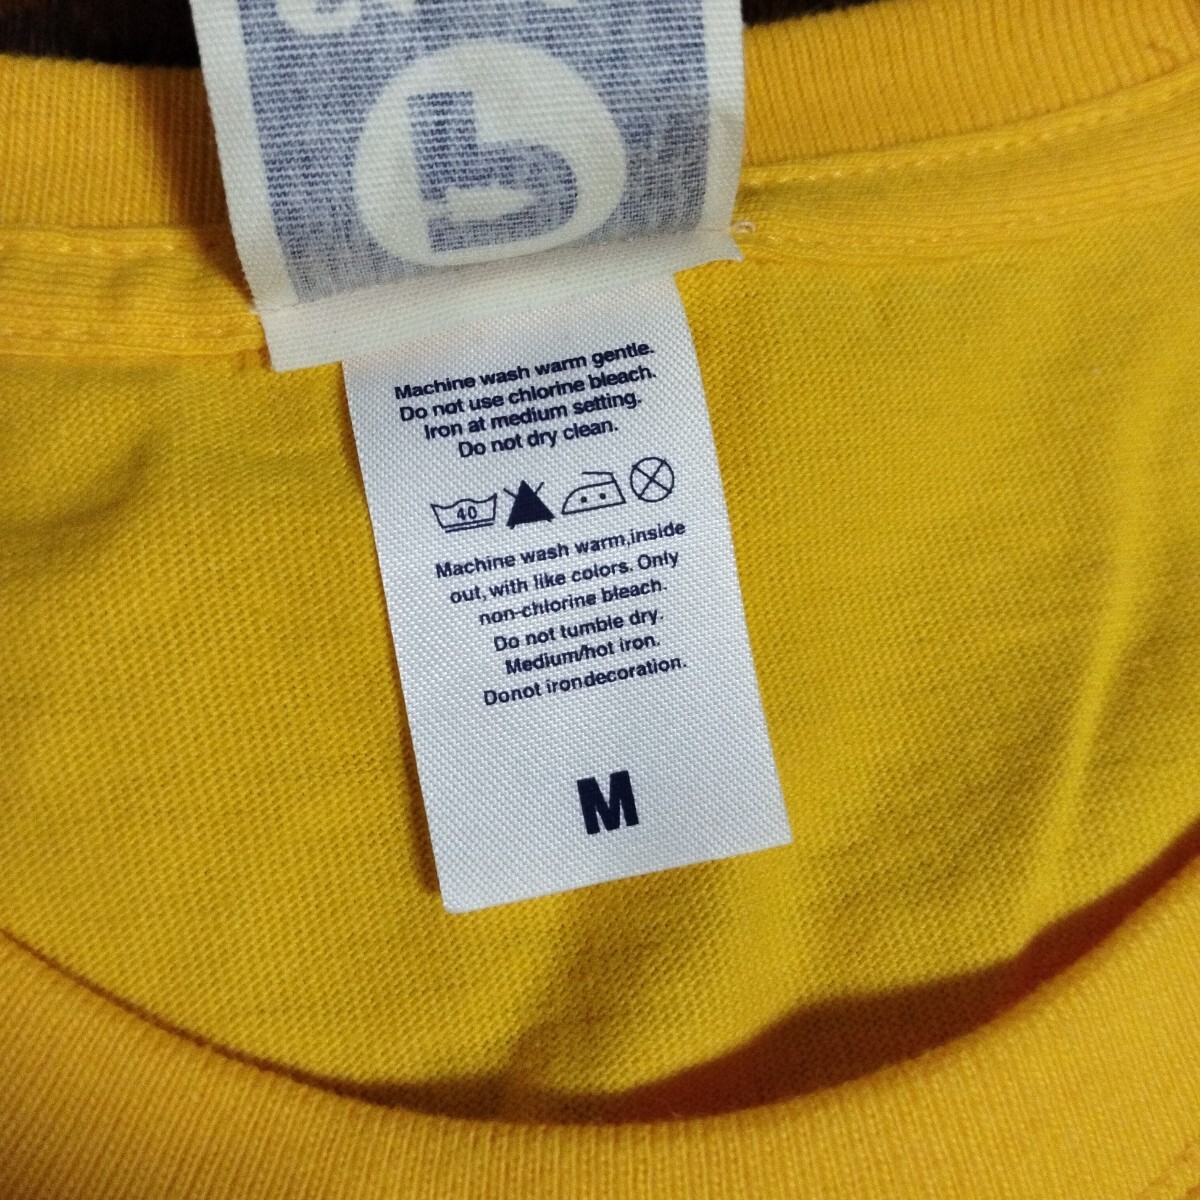 Machine wash warm gentle.
Do not use chlorine bleach.
Iron at medium setting.
Do not dry clean.
40
Machine wash warm,inside
out, with like colors. Only
non-chlorine bleach.
Do not tumble dry.
Medium/hot iron.
Donot irondecoration.
M